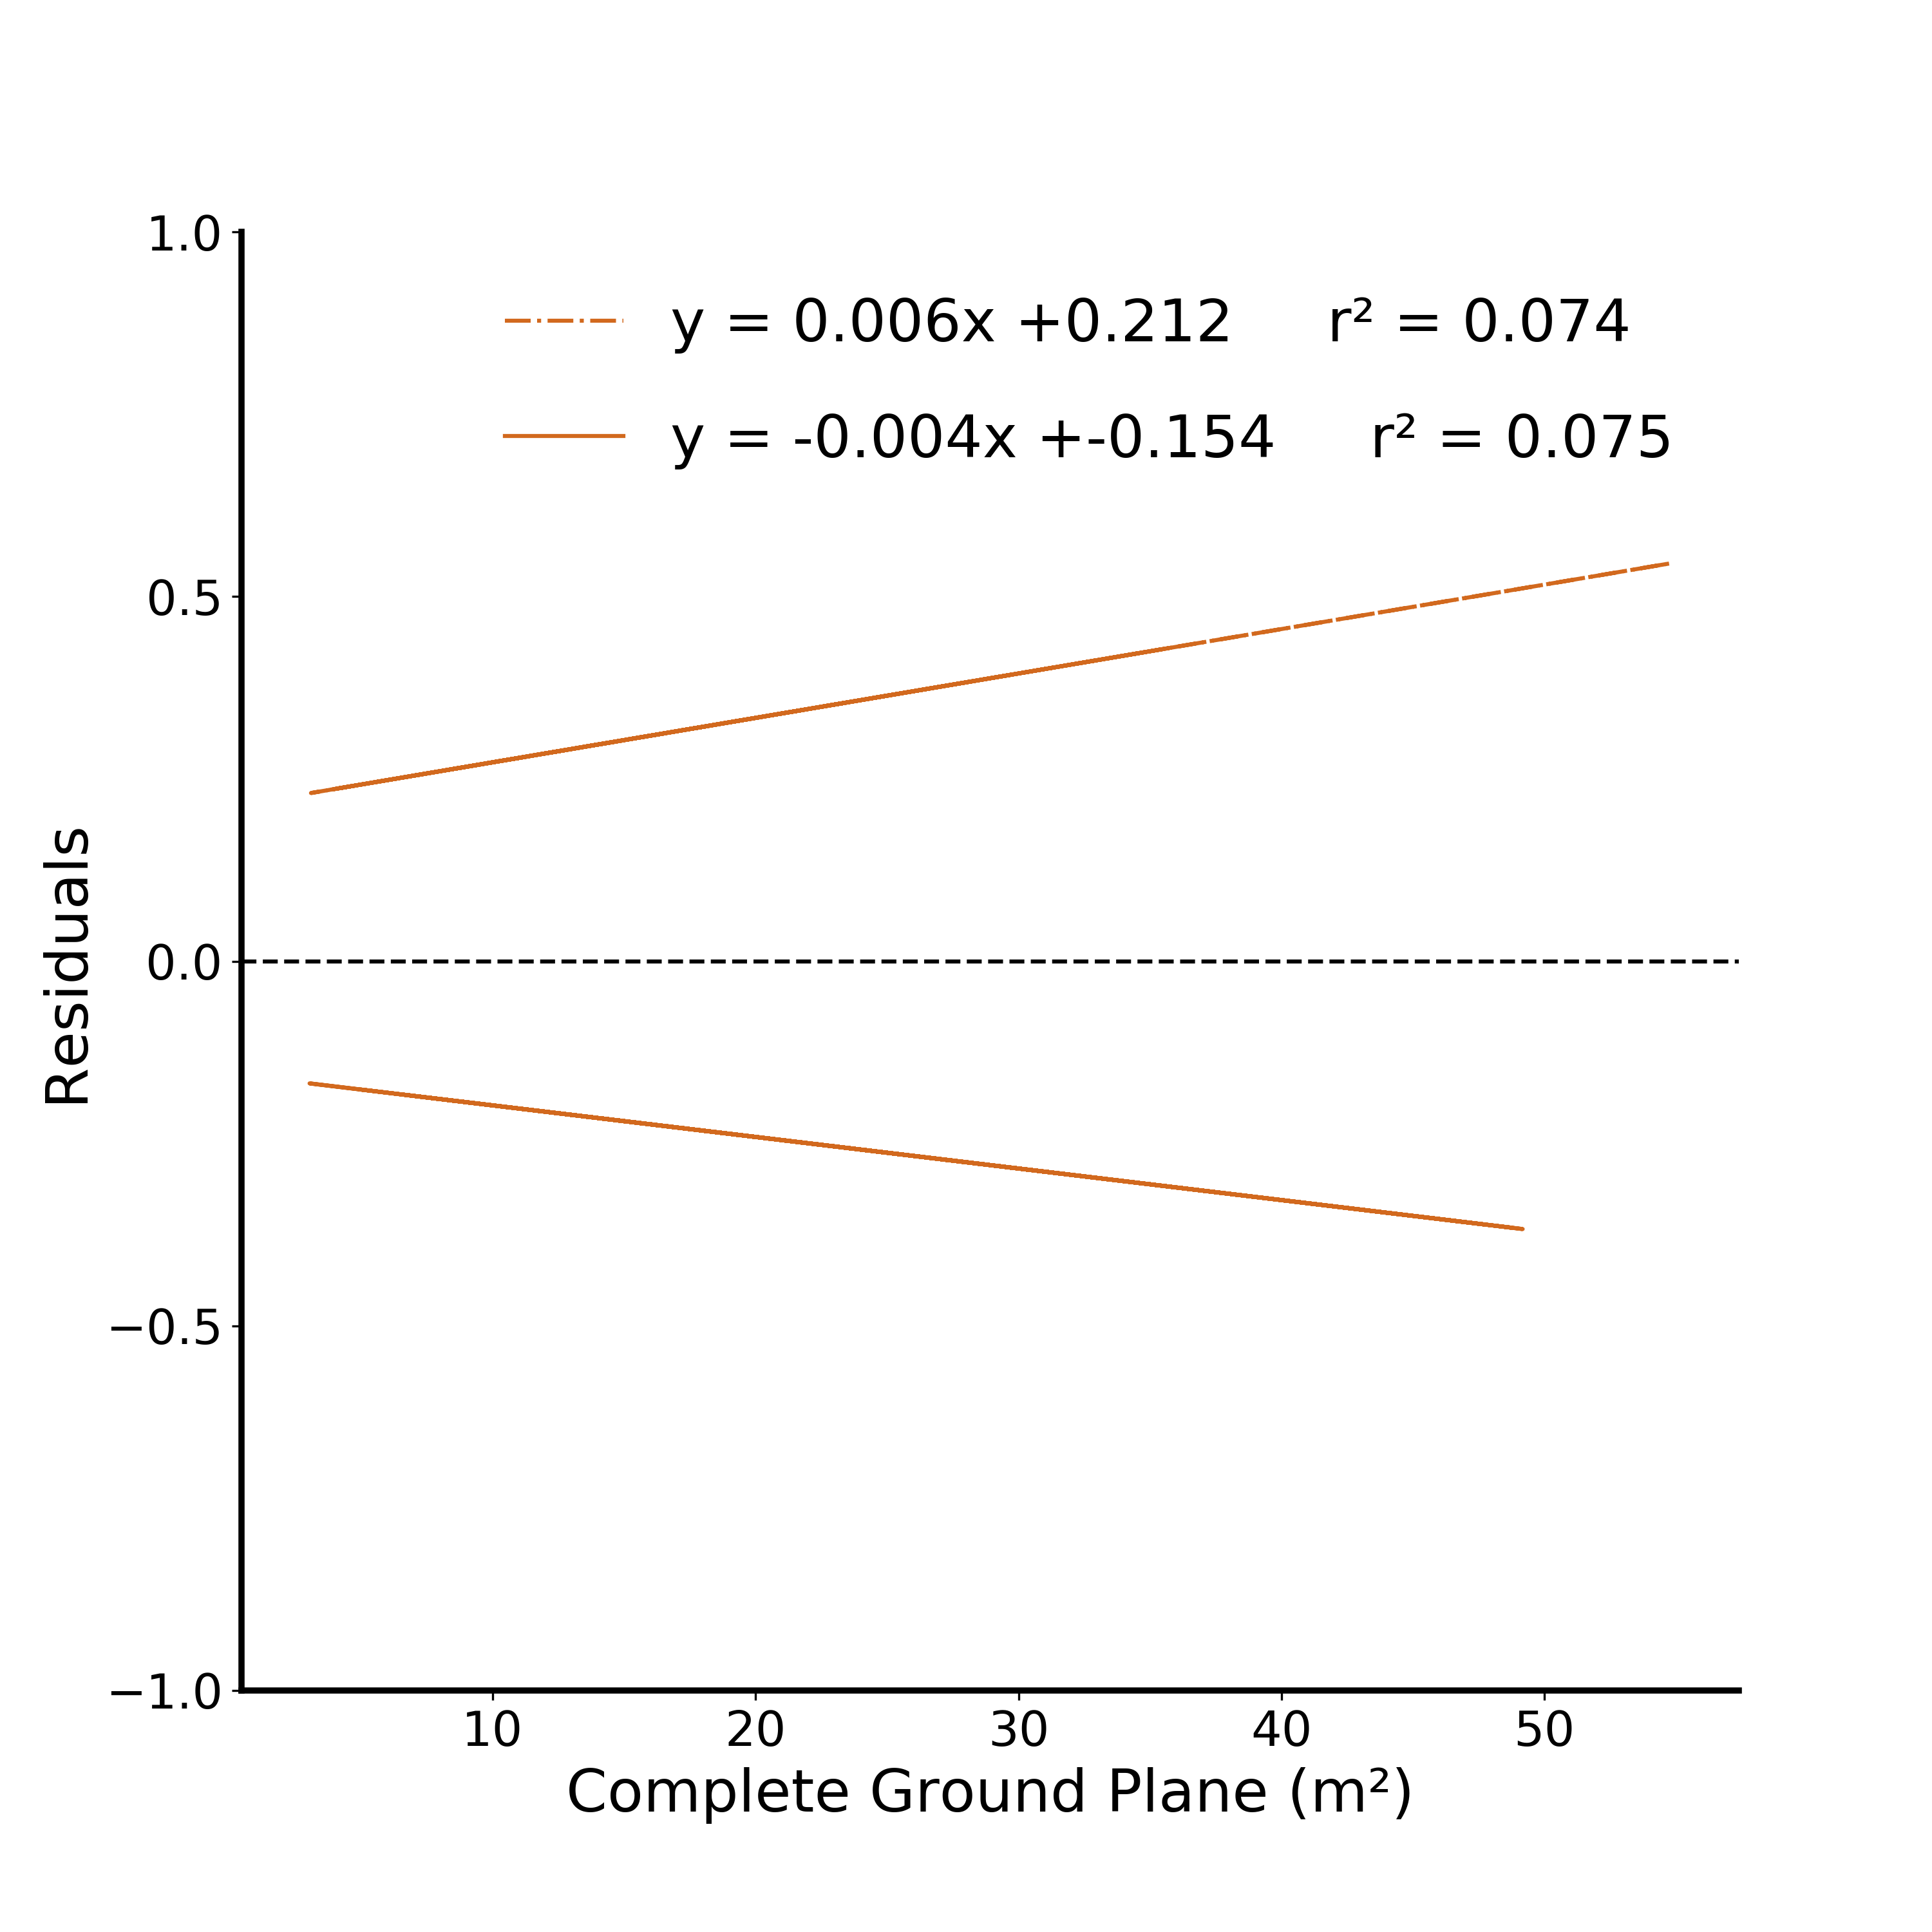 1.0
y = 0.006x +0.212 r² = 0.074
y = -0.004x +-0.154 r² = 0.075
0.5
0.0
Residuals
−0.5
−1.0
10 20 30 40 50
Complete Ground Plane (m²)